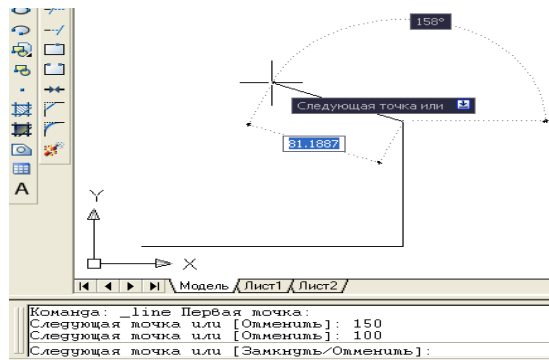 158°
Следующая точка или
81.1887
A
Y
X
Модель Лист1 Лист2
Команда: _line Первая точка:
Следующая точка или [Отменить]: 150
Следующая точка или [Отменить]: 100
Следующая точка или [Замкнуть/Отменить]: